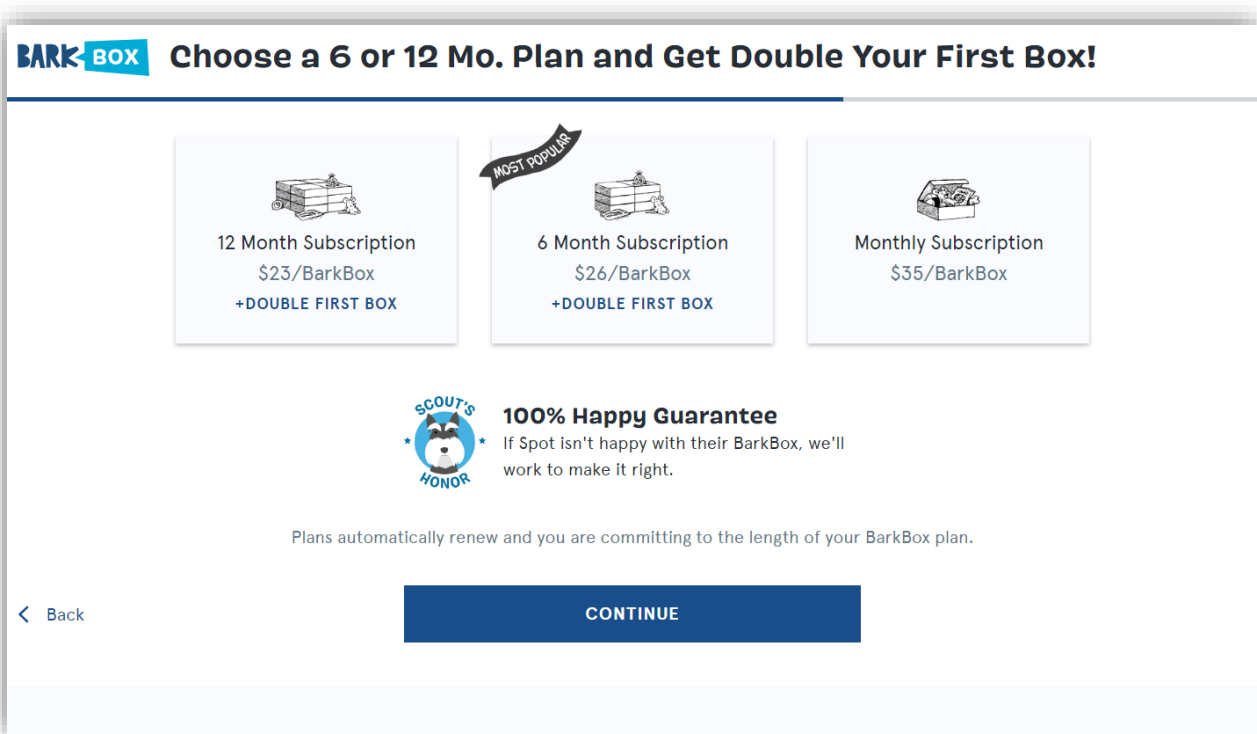 BARK BOX
Choose a 6 or 12 Mo. Plan and Get Double Your First Box!
12 Month Subscription
$23/BarkBox
+DOUBLE FIRST BOX
MOST POPULAR
6 Month Subscription
$26/BarkBox
+DOUBLE FIRST BOX
Monthly Subscription
$35/BarkBox
SCOUT'S
HONOR
100% Happy Guarantee
If Spot isn't happy with their BarkBox, we'll
work to make it right.
Plans automatically renew and you are committing to the length of your BarkBox plan.
Back
CONTINUE